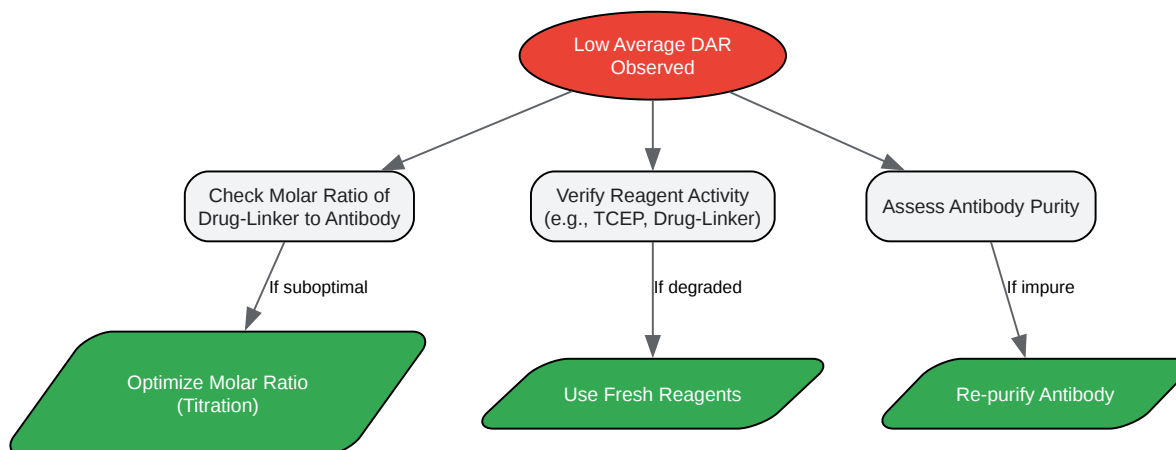 Low Average DAR
Observed
Check Molar Ratio of
Drug-Linker to Antibody
Verify Reagent Activity
(e.g., TCEP, Drug-Linker)
Assess Antibody Purity
If suboptimal
If degraded
If impure
Optimize Molar Ratio
(Titration)
Use Fresh Reagents
Re-purify Antibody